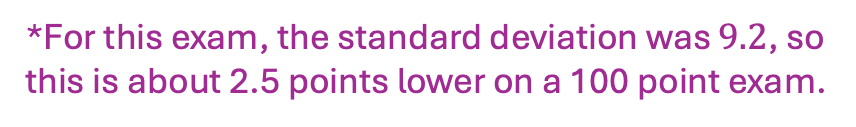 *For this exam, the standard deviation was 9.2, so
this is about 2.5 points lower on a 100 point exam.